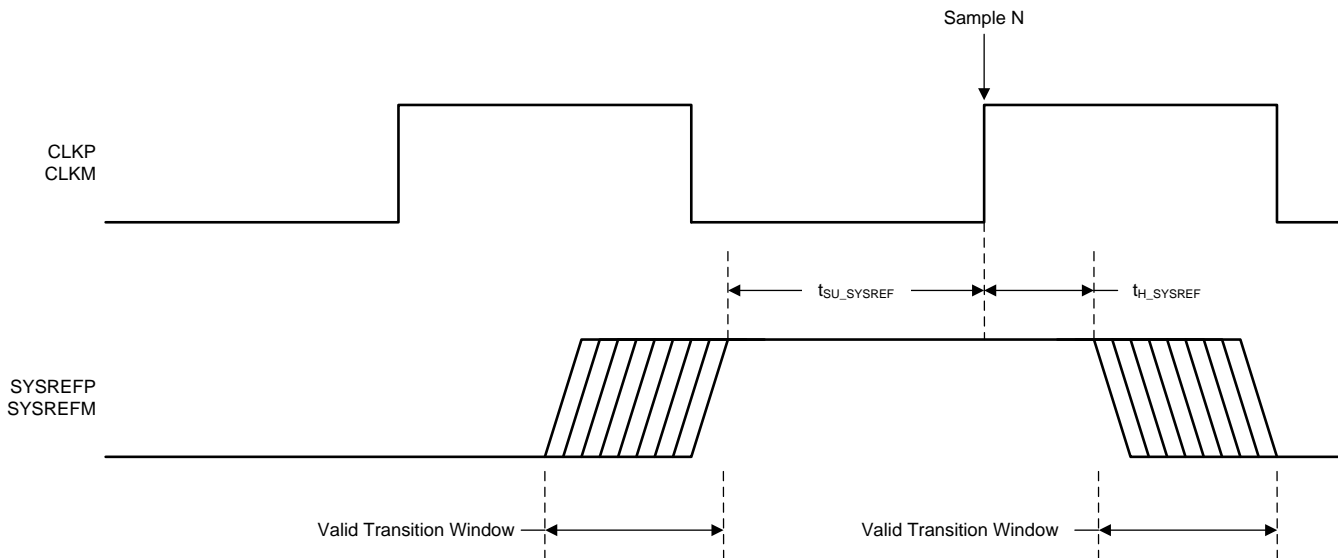 Sample N
CLKP
CLKM
tSU_SYSREF
tH_SYSREF
SYSREFP
SYSREFM
Valid Transition Window
Valid Transition Window